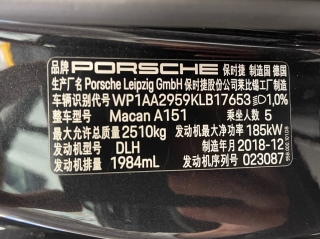 品牌 PORSCHE 保时捷 制造国 德国
生产厂名 Porsche Leipzig GmbH 保时捷股份公司莱比锡工厂制造
车辆识别代号 WP1AA2959KLB17653 1,0%
整车型号 Macan A151 乘坐人数 5
最大允许总质量 2510kg 发动机最大净功率 185kW
发动机型号 DLH 制造年月 2018-12
发动机排量 1984mL 发动机序列号 023087